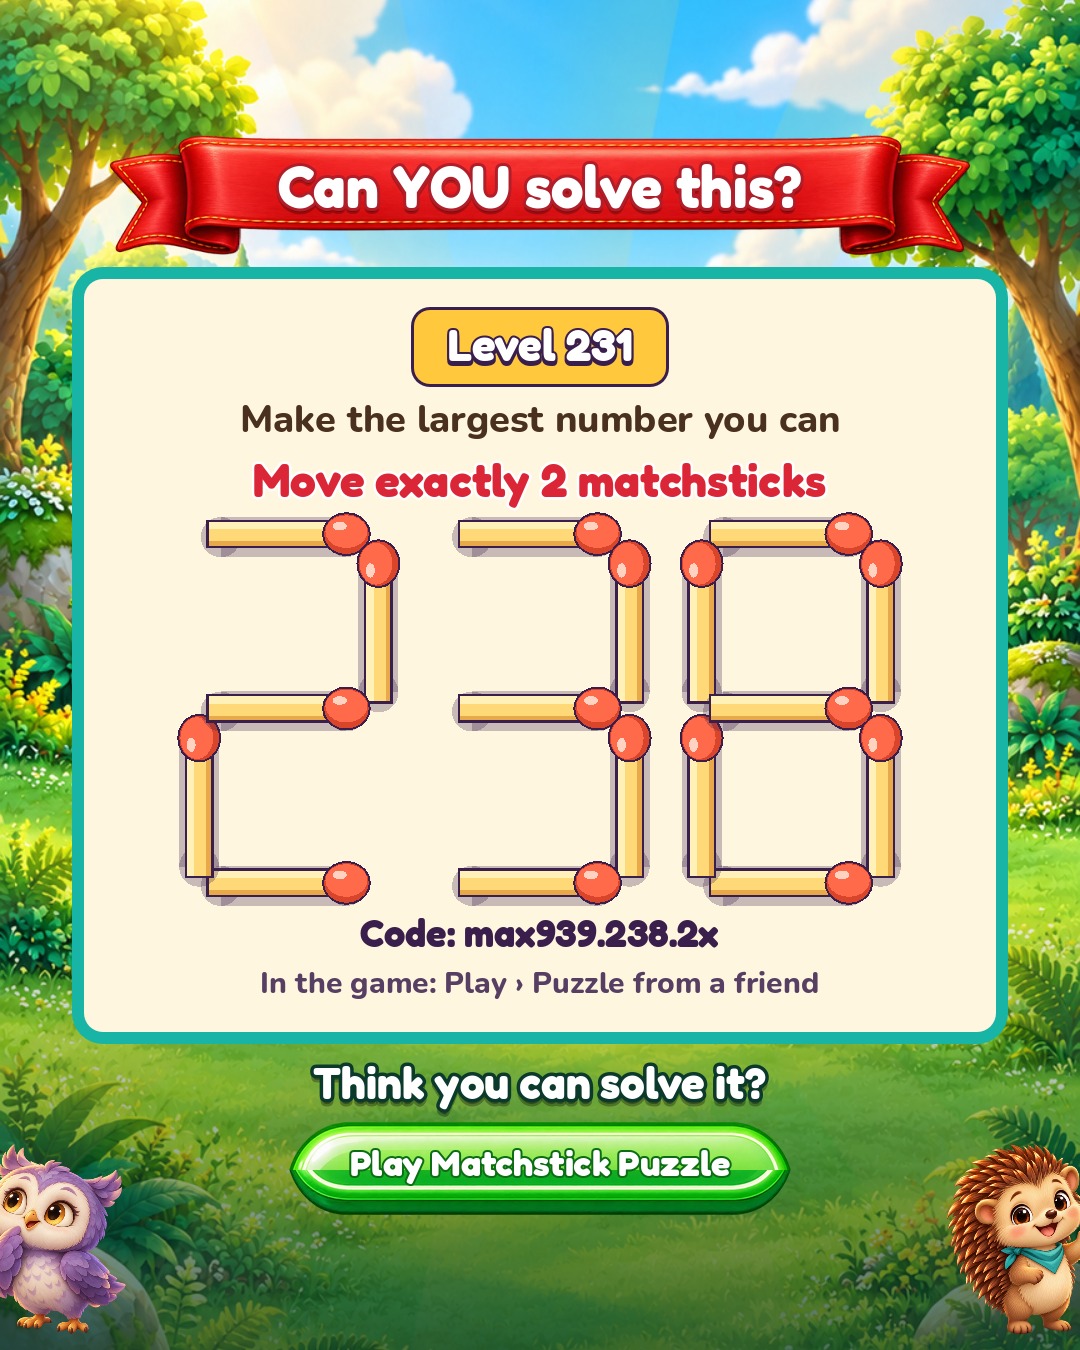 Can YOU solve this?
Level 231
Make the largest number you can
Move exactly 2 matchsticks
238
Code: max939.238.2x
In the game: Play › Puzzle from a friend
Think you can solve it?
Play Matchstick Puzzle